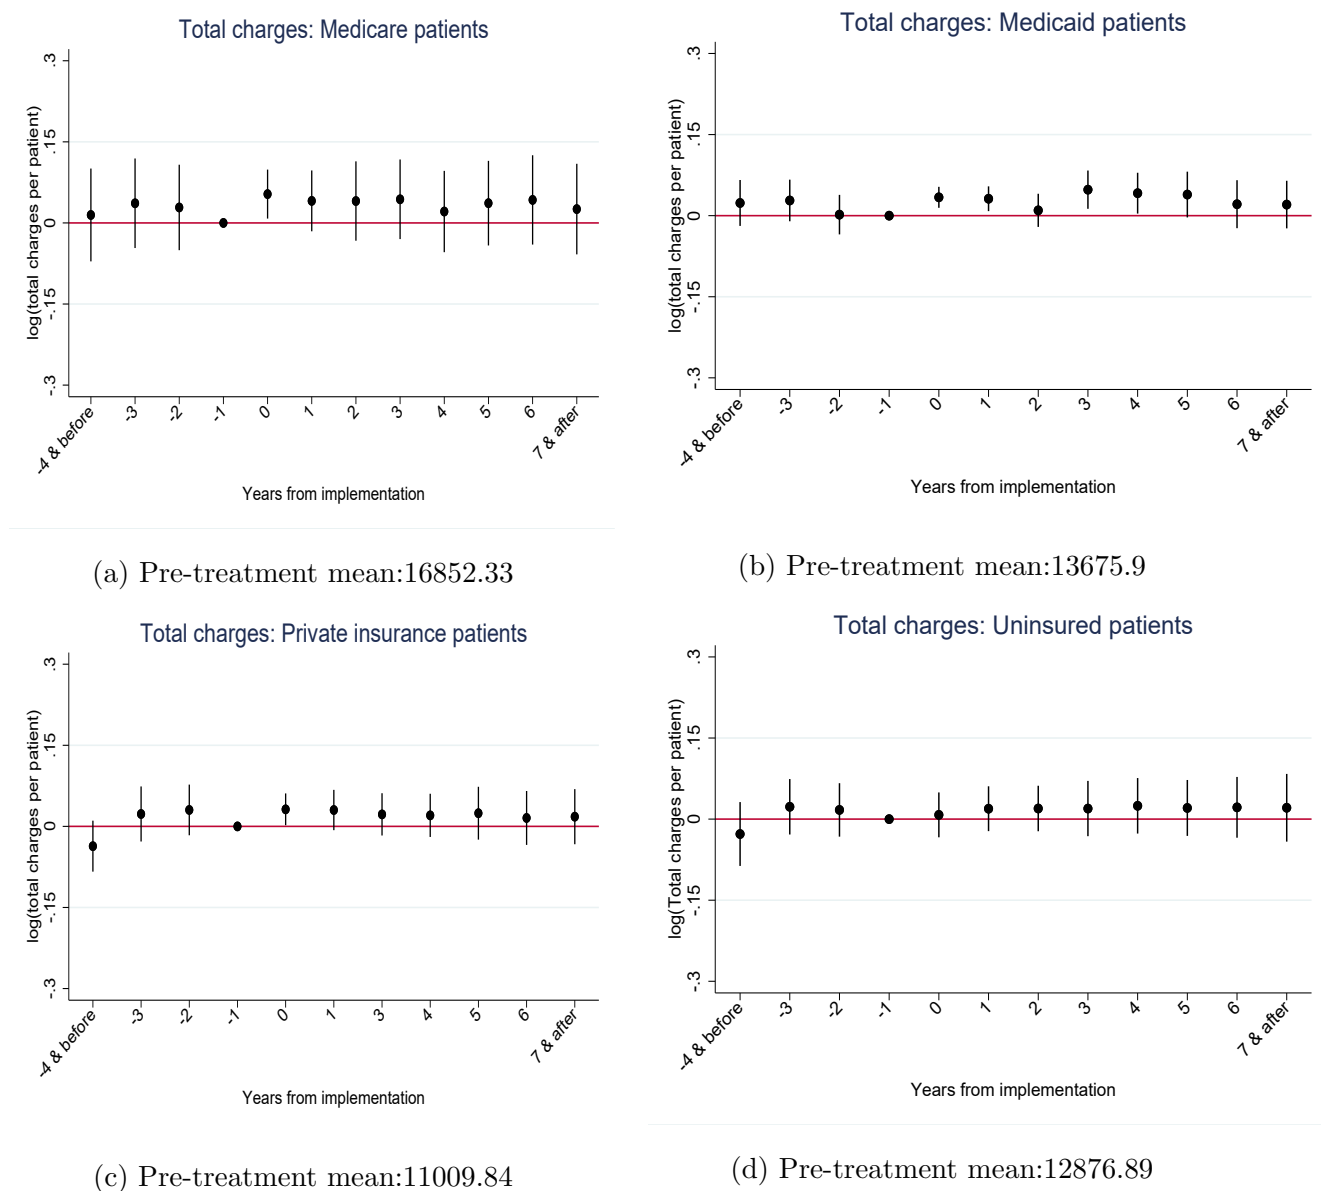 Total charges: Medicare patients
log(total charges per patient)
.3
.15
0
-.15
-.3
-4 & before
-3
-2
-1
0
1
2
3
4
5
6
7 & after
Years from implementation
(a) Pre-treatment mean:16852.33
Total charges: Medicaid patients
log(total charges per patient)
.3
.15
0
-.15
-.3
-4 & before
-3
-2
-1
0
1
2
3
4
5
6
7 & after
Years from implementation
(b) Pre-treatment mean:13675.9
Total charges: Private insurance patients
log(total charges per patient)
.3
.15
0
-.15
-.3
-4 & before
-3
-2
-1
0
1
2
3
4
5
6
7 & after
Years from implementation
(c) Pre-treatment mean:11009.84
Total charges: Uninsured patients
log(Total charges per patient)
.3
.15
0
-.15
-.3
-4 & before
-3
-2
-1
0
1
2
3
4
5
6
7 & after
Years from implementation
(d) Pre-treatment mean:12876.89